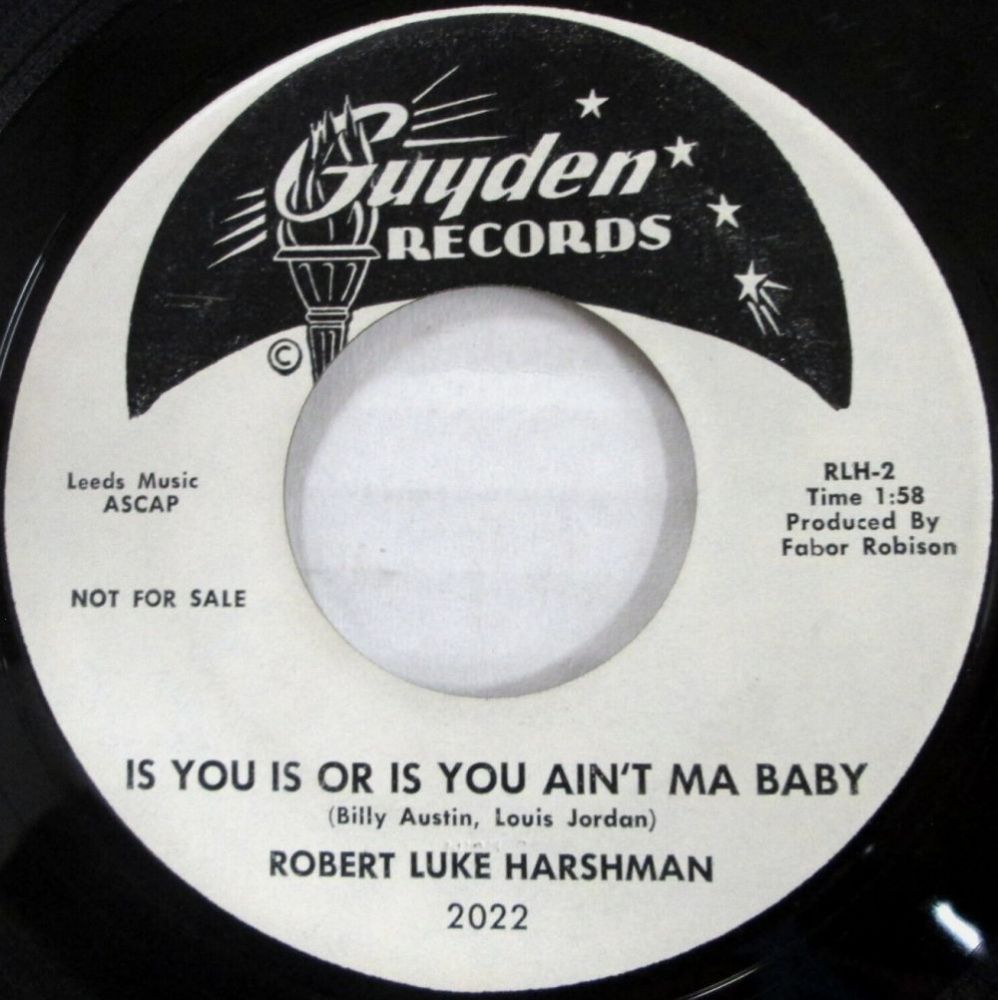 Guyden
RECORDS
©
Leeds Music
ASCAP
NOT FOR SALE
RLH-2
Time 1:58
Produced By
Fabor Robison
IS YOU IS OR IS YOU AIN'T MA BABY
(Billy Austin, Louis Jordan)
ROBERT LUKE HARSHMAN
2022